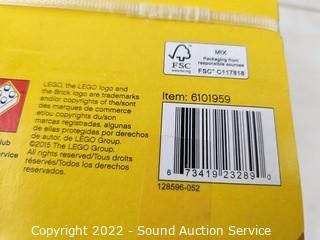 FSC
www.fsc.org
MIX
Packaging from
responsible sources
FSC® C117818
LEGO, the LEGO logo and
the Brick logo are trademarks
and/or copyrights of the/sont
des marques de commerce
et/ou copyrights du/son
marcas registradas, algunas
de ellas protegidas por derechos
de autor, de LEGO Group.
©2015 The LEGO Group.
All rights reserved/Tous droits
réservés/Todos los derechos
reservados.
lub
ervice
Item: 6101959
6 73419 23289 0
128596-052
Copyright 2022 - Sound Auction Service